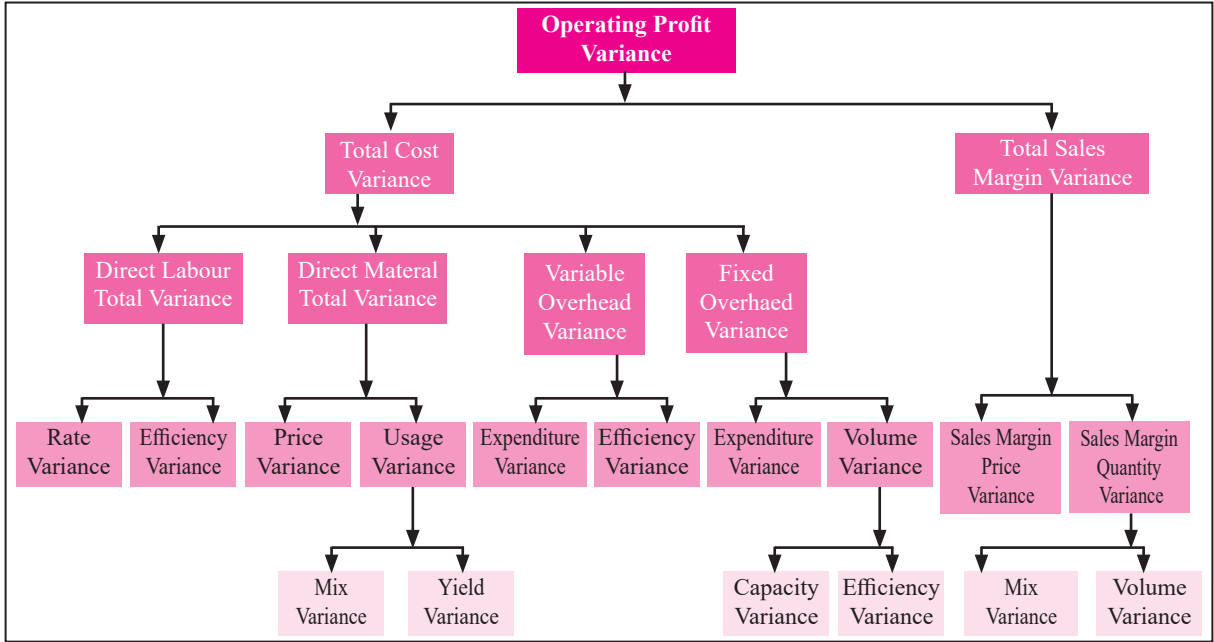 Operating Profit
Variance
Total Cost
Variance
Total Sales
Margin Variance
Direct Labour
Total Variance
Direct Materal
Total Variance
Variable
Overhead
Variance
Fixed
Overhaed
Variance
Rate
Variance
Efficiency
Variance
Price
Variance
Usage
Variance
Expenditure
Variance
Efficiency
Variance
Expenditure
Variance
Volume
Variance
Sales Margin
Price
Variance
Sales Margin
Quantity
Variance
Mix
Variance
Yield
Variance
Capacity
Variance
Efficiency
Variance
Mix
Variance
Volume
Variance